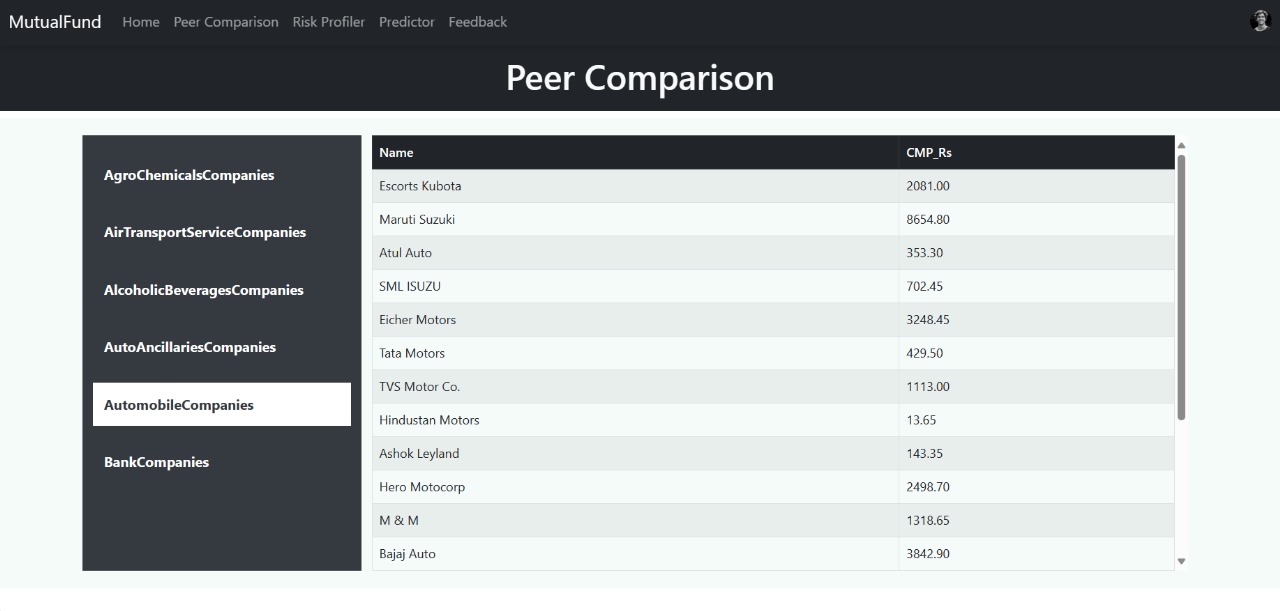 MutualFund Home Peer Comparison Risk Profiler Predictor Feedback
Peer Comparison
AgroChemicalsCompanies
AirTransportServiceCompanies
AlcoholicBeveragesCompanies
AutoAncillariesCompanies
AutomobileCompanies
BankCompanies
Name CMP_Rs
Escorts Kubota 2081.00
Maruti Suzuki 8654.80
Atul Auto 353.30
SML ISUZU 702.45
Eicher Motors 3248.45
Tata Motors 429.50
TVS Motor Co. 1113.00
Hindustan Motors 13.65
Ashok Leyland 143.35
Hero Motocorp 2498.70
M & M 1318.65
Bajaj Auto 3842.90